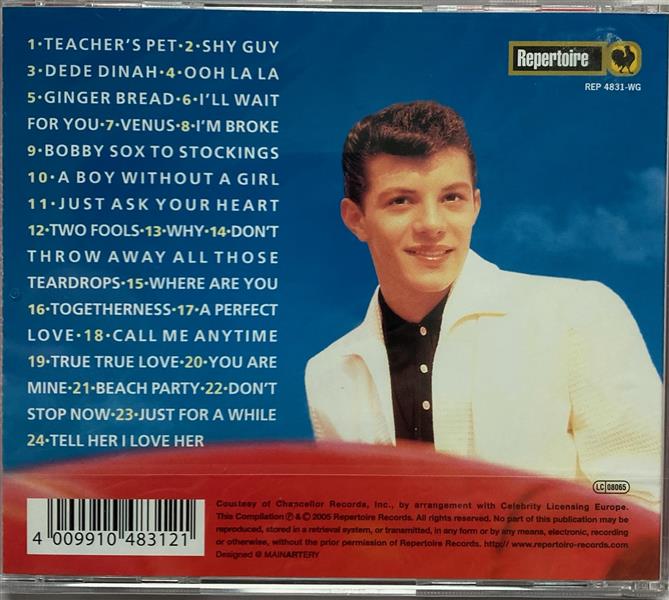 1•TEACHER'S PET•2•SHY GUY
3•DEDE DINAH•4•OOH LA LA
5•GINGER BREAD•6•I'LL WAIT
FOR YOU•7•VENUS•8•I'M BROKE
9•BOBBY SOX TO STOCKINGS
10•A BOY WITHOUT A GIRL
11•JUST ASK YOUR HEART
12•TWO FOOLS•13•WHY•14•DON'T
THROW AWAY ALL THOSE
TEARDROPS•15•WHERE ARE YOU
16•TOGETHERNESS•17•A PERFECT
LOVE•18•CALL ME ANYTIME
19•TRUE TRUE LOVE•20•YOU ARE
MINE•21•BEACH PARTY•22•DON'T
STOP NOW•23•JUST FOR A WHILE
24•TELL HER I LOVE HER
Repertoire
REP 4831-WG
LC 08065
Courtesy of Chancellor Records, Inc., by arrangement with Celebrity Licensing Europe.
This Compilation ℗ & © 2005 Repertoire Records. All rights reserved. No part of this publication may be
reproduced, stored in a retrieval system, or transmitted, in any form or by any means, electronic, recording
or otherwise, without the prior permission of Repertoire Records. http:// www.repertoire-records.com
Designed @ MAINARTERY
4 009910 483121